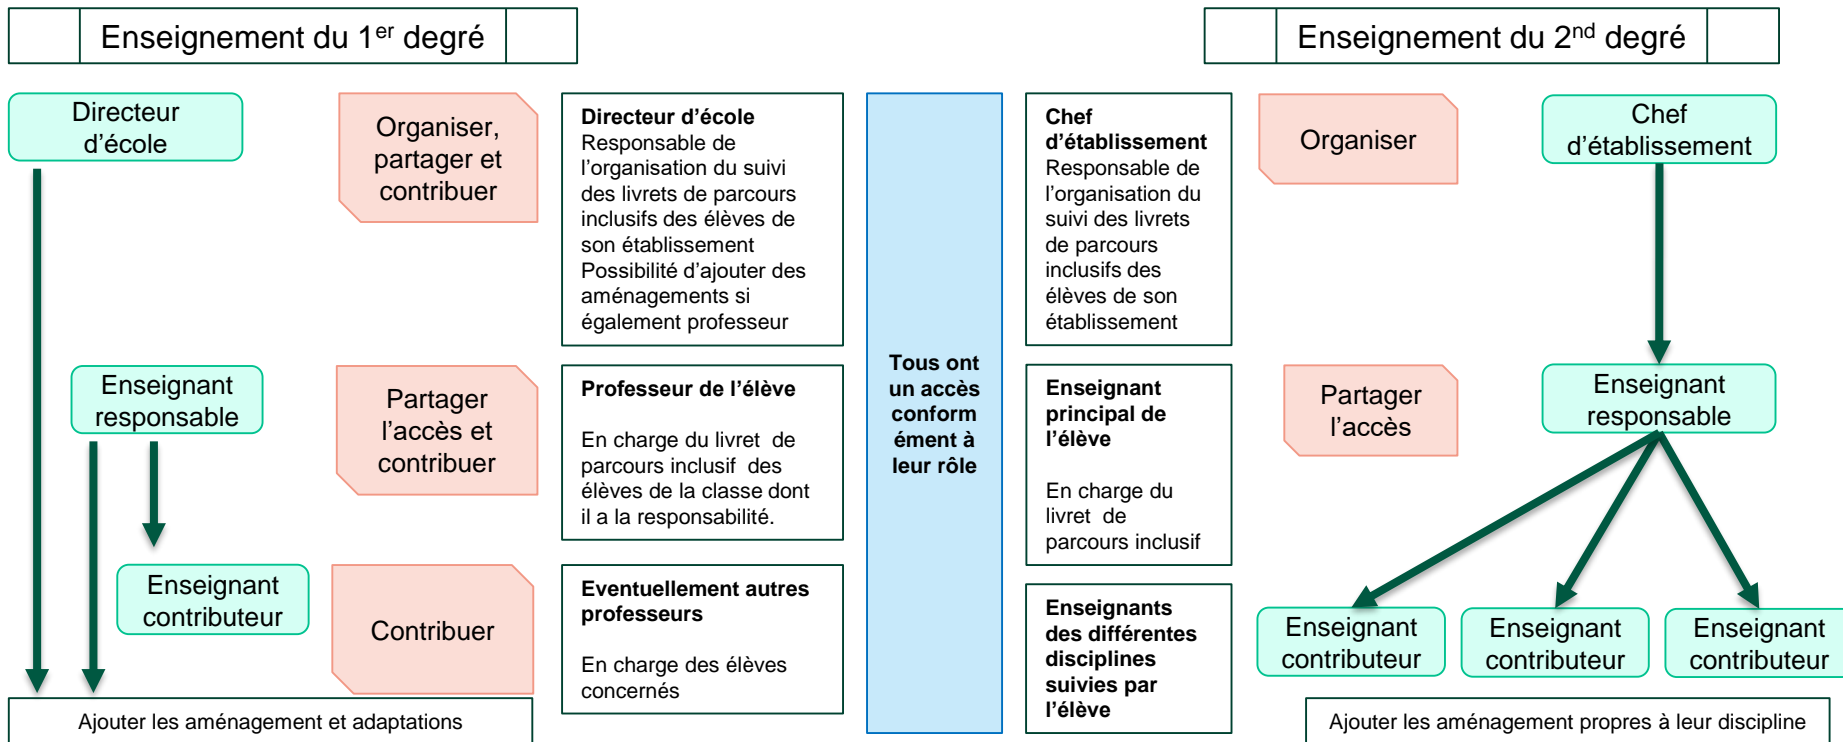 Enseignement du 1er degré
Directeur
d'école
Organiser,
partager et
contribuer
Directeur d'école
Responsable de
l'organisation du suivi
des livrets de parcours
inclusifs des élèves de
son établissement
Possibilité d'ajouter des
aménagements si
également professeur
Enseignant
responsable
Partager
l'accès et
contribuer
Professeur de l'élève
En charge du livret de
parcours inclusif des
élèves de la classe dont
il a la responsabilité.
Enseignant
contributeur
Contribuer
Eventuellement autres
professeurs
En charge des élèves
concernés
Ajouter les aménagement et adaptations
Tous ont
un accès
conform
ément à
leur rôle
Enseignement du 2nd degré
Chef
d'établissement
Responsable de
l'organisation du
suivi des livrets
de parcours
inclusifs des
élèves de son
établissement
Organiser
Chef
d'établissement
Enseignant
principal de
l'élève
En charge du
livret de
parcours inclusif
Partager
l'accès
Enseignant
responsable
Enseignants
des différentes
disciplines
suivies par
l'élève
Enseignant
contributeur
Enseignant
contributeur
Enseignant
contributeur
Ajouter les aménagement propres à leur discipline